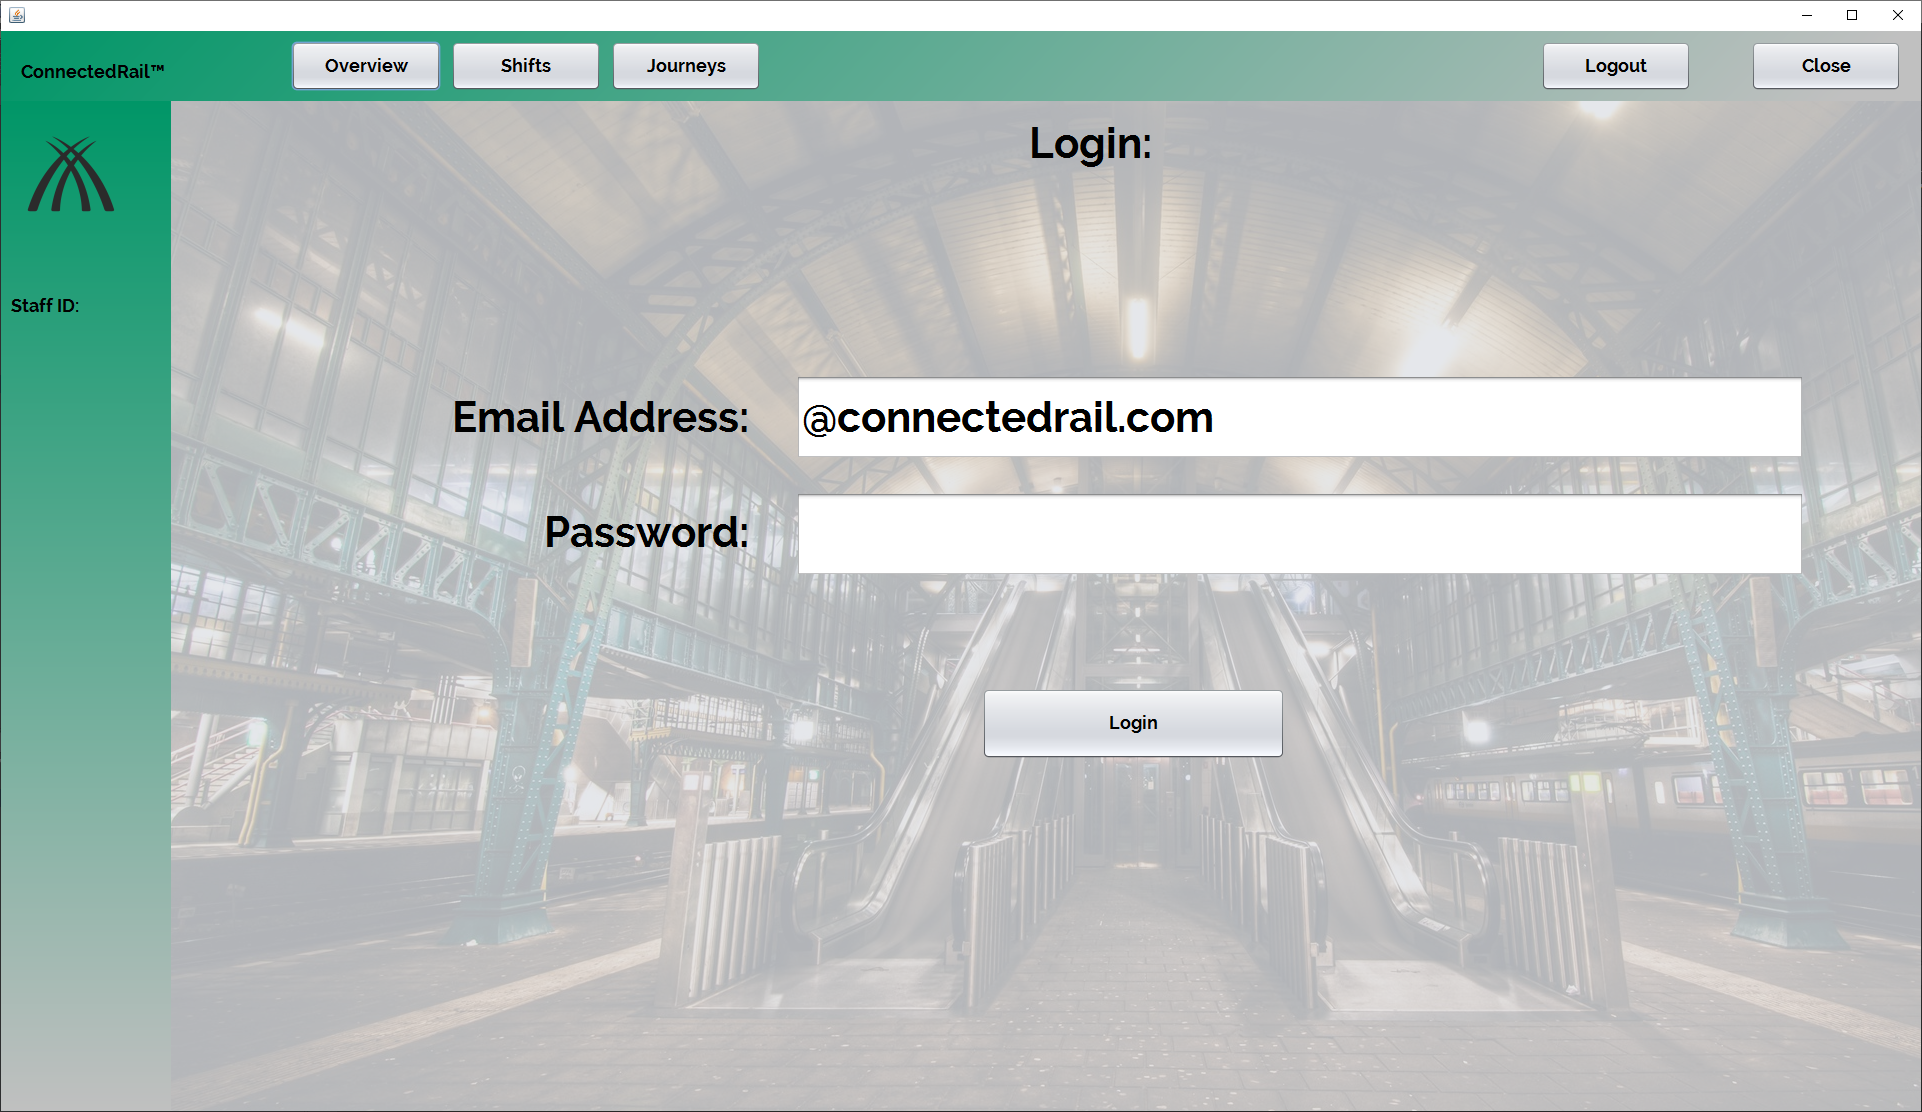 ConnectedRail™
Overview
Shifts
Journeys
Logout
Close
Login:
Staff ID:
Email Address:
@connectedrail.com
Password:
Login